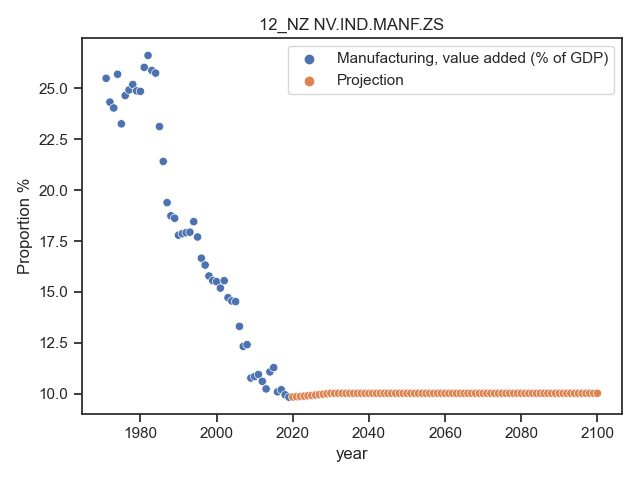 12_NZ NV.IND.MANF.ZS
Manufacturing, value added (% of GDP)
Projection
Proportion %
25.0
22.5
20.0
17.5
15.0
12.5
10.0
1980
2000
2020
2040
2060
2080
2100
year